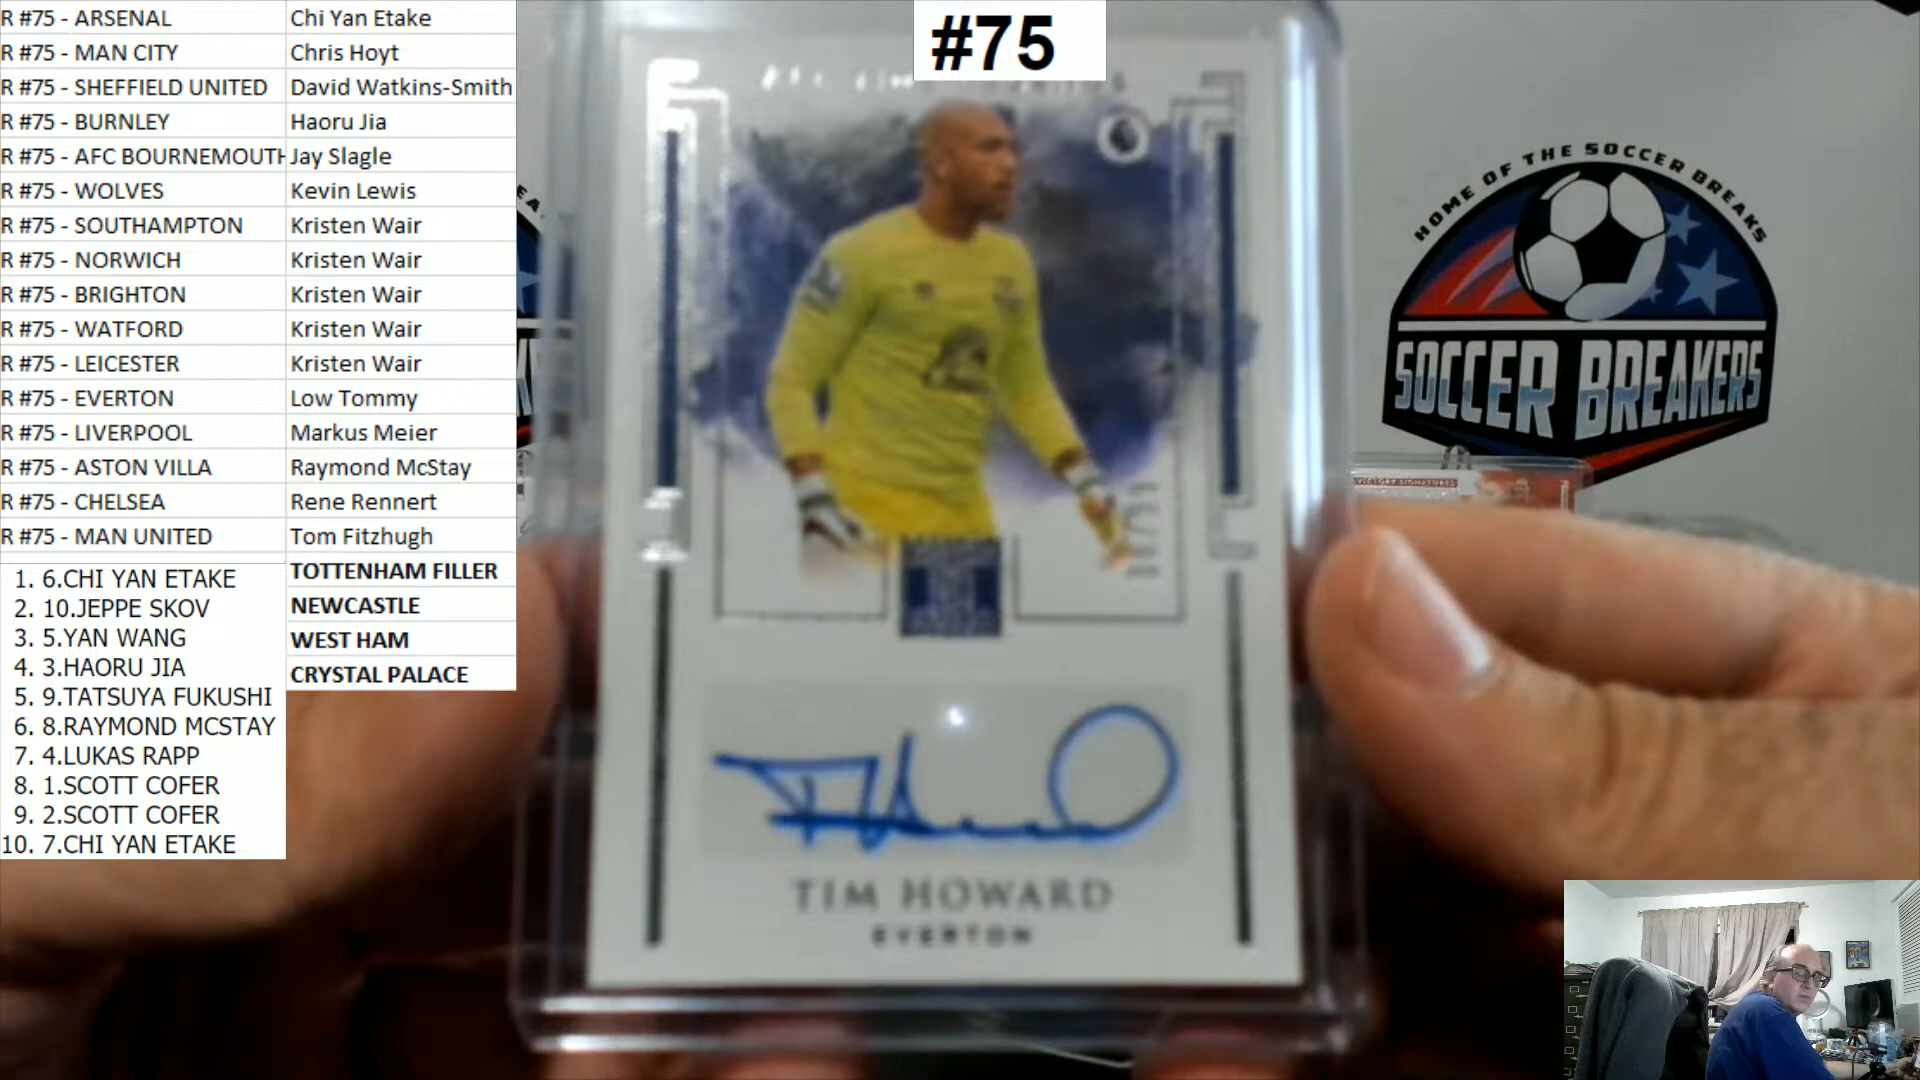 R #75 - ARSENAL Chi Yan Etake
R #75 - MAN CITY Chris Hoyt
R #75 - SHEFFIELD UNITED David Watkins-Smith
R #75 - BURNLEY Haoru Jia
R #75 - AFC BOURNEMOUTH Jay Slagle
R #75 - WOLVES Kevin Lewis
R #75 - SOUTHAMPTON Kristen Wair
R #75 - NORWICH Kristen Wair
R #75 - BRIGHTON Kristen Wair
R #75 - WATFORD Kristen Wair
R #75 - LEICESTER Kristen Wair
R #75 - EVERTON Low Tommy
R #75 - LIVERPOOL Markus Meier
R #75 - ASTON VILLA Raymond McStay
R #75 - CHELSEA Rene Rennert
R #75 - MAN UNITED Tom Fitzhugh
TOTTENHAM FILLER
NEWCASTLE
WEST HAM
CRYSTAL PALACE
1. 6.CHI YAN ETAKE
2. 10.JEPPE SKOV
3. 5.YAN WANG
4. 3.HAORU JIA
5. 9.TATSUYA FUKUSHI
6. 8.RAYMOND MCSTAY
7. 4.LUKAS RAPP
8. 1.SCOTT COFER
9. 2.SCOTT COFER
10. 7.CHI YAN ETAKE
#75
TIM HOWARD
EVERTON
HOME OF THE SOCCER BREAKS
SOCCER BREAKERS
VICTORY SIGNATURES